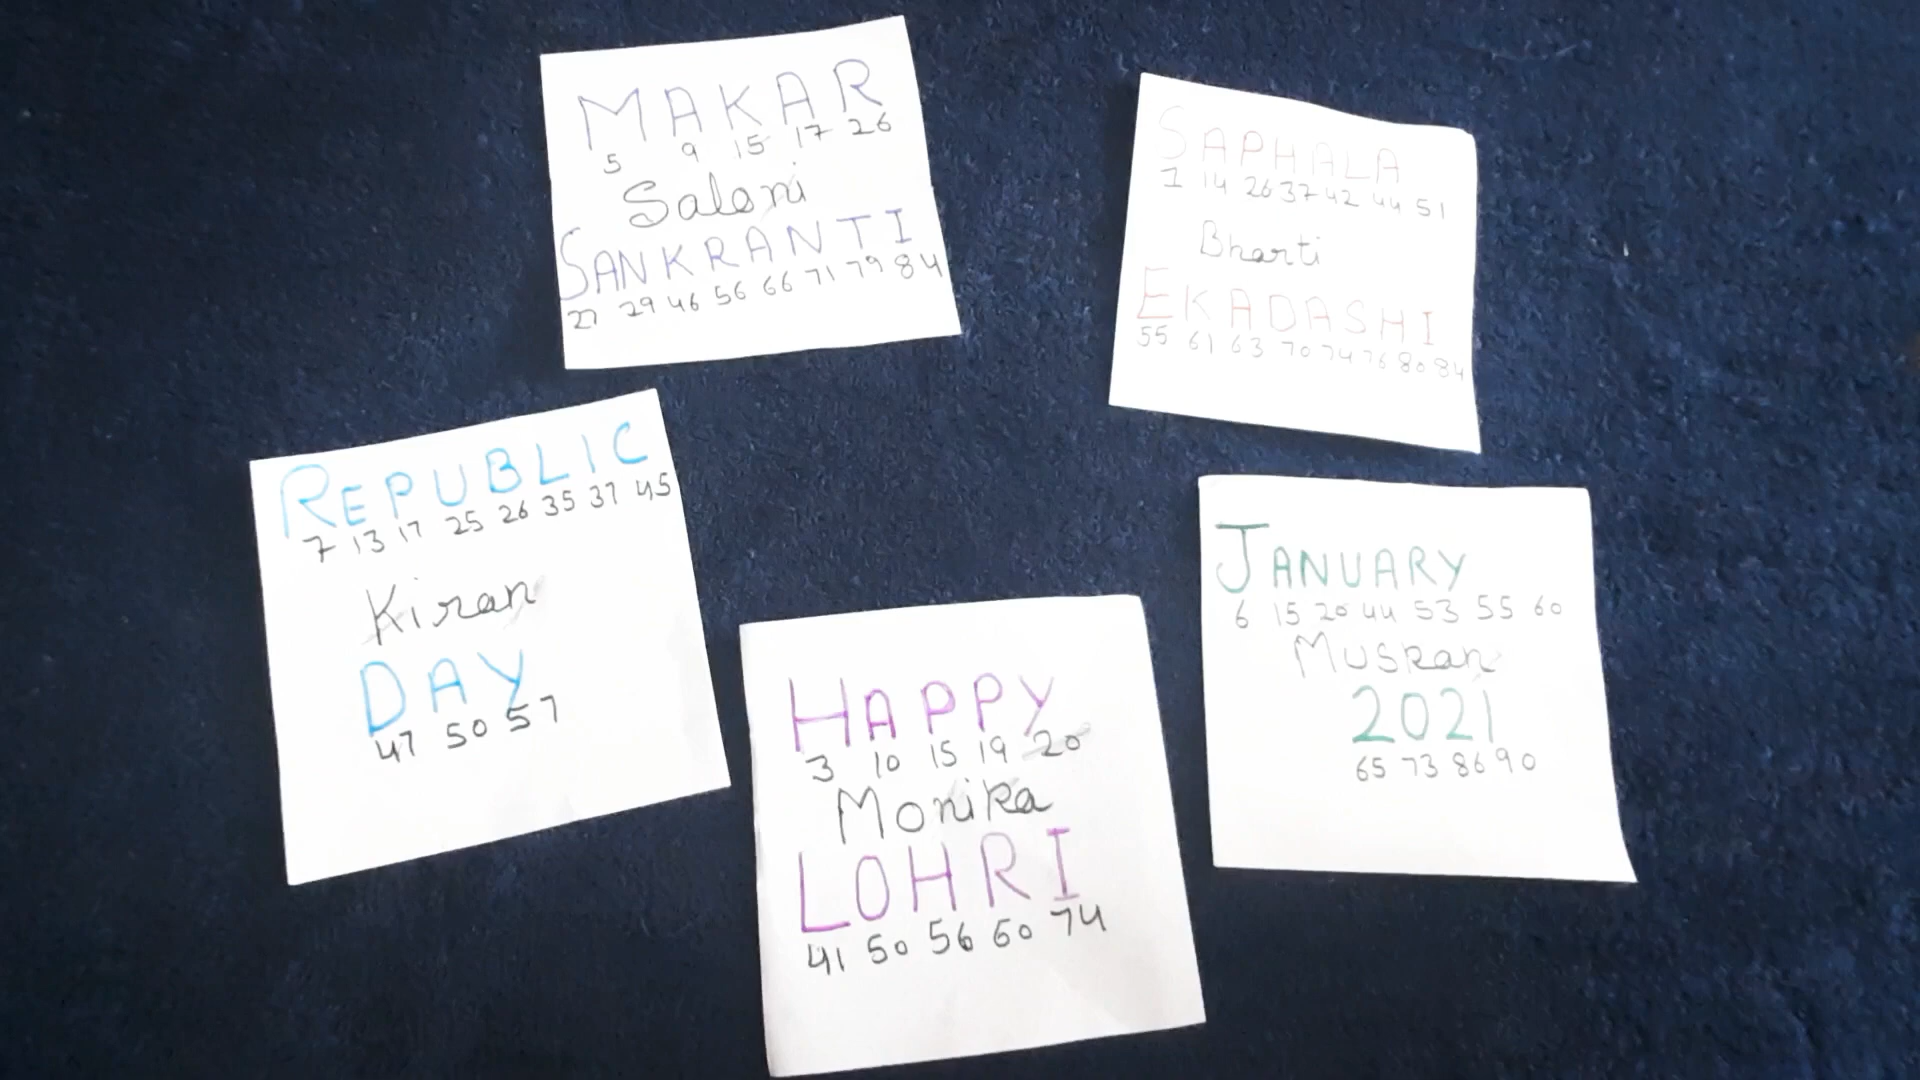 MAKAR
5 9 15 17 26
Saloni
SANKRANTI
27 29 46 56 66 71 79 84
SAPHALA
1 14 26 37 42 44 51
Bharti
EKADASHI
55 61 63 70 74 76 80 84
REPUBLIC
7 13 17 25 26 35 37 45
Kiran
DAY
47 50 57
HAPPY
3 10 15 19 20
Monika
LOHRI
41 50 56 60 74
JANUARY
6 15 20 44 53 55 60
Muskan
2021
65 73 86 90